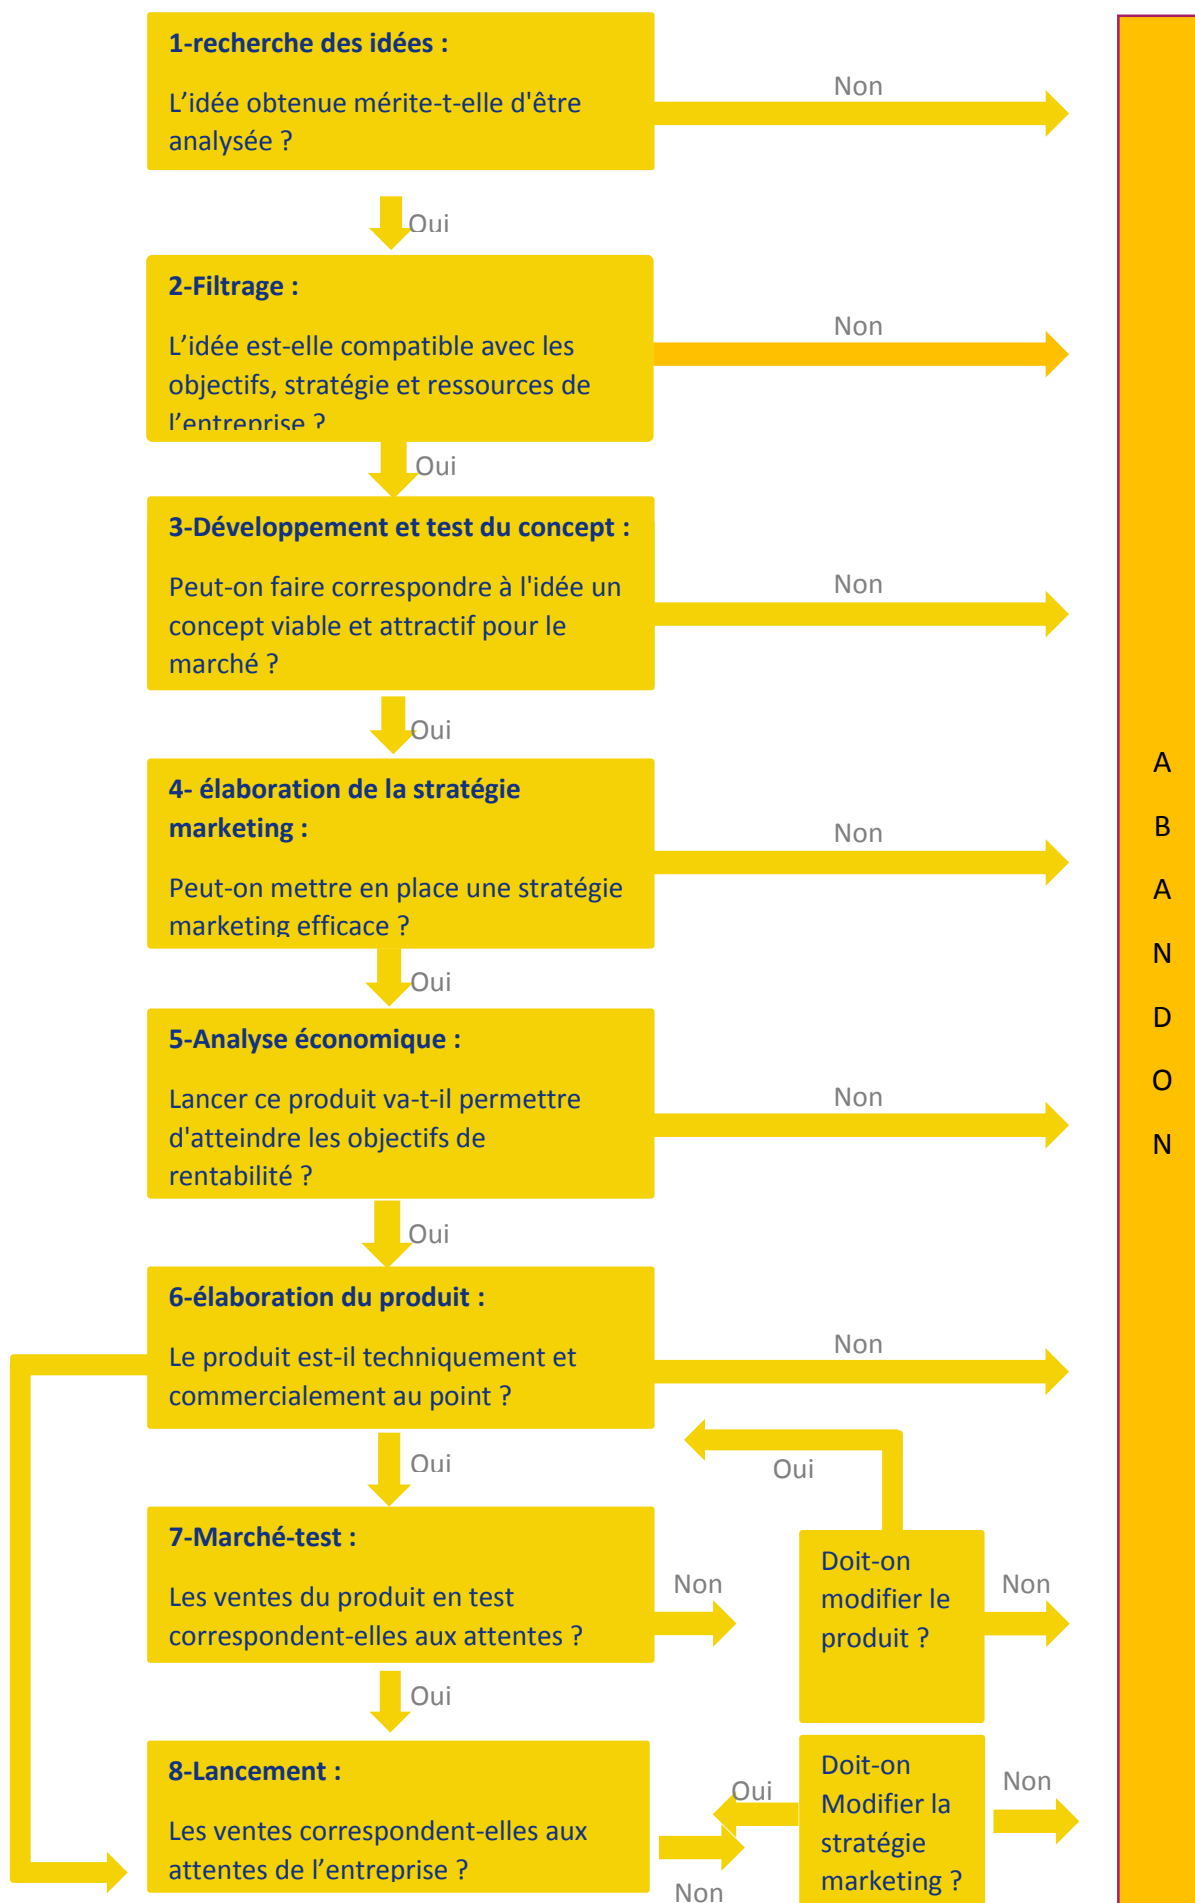 1-recherche des idées :
L'idée obtenue mérite-t-elle d'être
analysée ?
Non
Oui
2-Filtrage :
L'idée est-elle compatible avec les
objectifs, stratégie et ressources de
l'entreprise ?
Non
Oui
3-Développement et test du concept :
Peut-on faire correspondre à l'idée un
concept viable et attractif pour le
marché ?
Non
Oui
4- élaboration de la stratégie
marketing :
Peut-on mettre en place une stratégie
marketing efficace ?
Non
Oui
5-Analyse économique :
Lancer ce produit va-t-il permettre
d'atteindre les objectifs de
rentabilité ?
Non
Oui
6-élaboration du produit :
Le produit est-il techniquement et
commercialement au point ?
Non
Oui
Oui
7-Marché-test :
Les ventes du produit en test
correspondent-elles aux attentes ?
Non
Doit-on
modifier le
produit ?
Non
Oui
8-Lancement :
Les ventes correspondent-elles aux
attentes de l'entreprise ?
Oui
Non
Doit-on
Modifier la
stratégie
marketing ?
Non
A
B
A
N
D
O
N